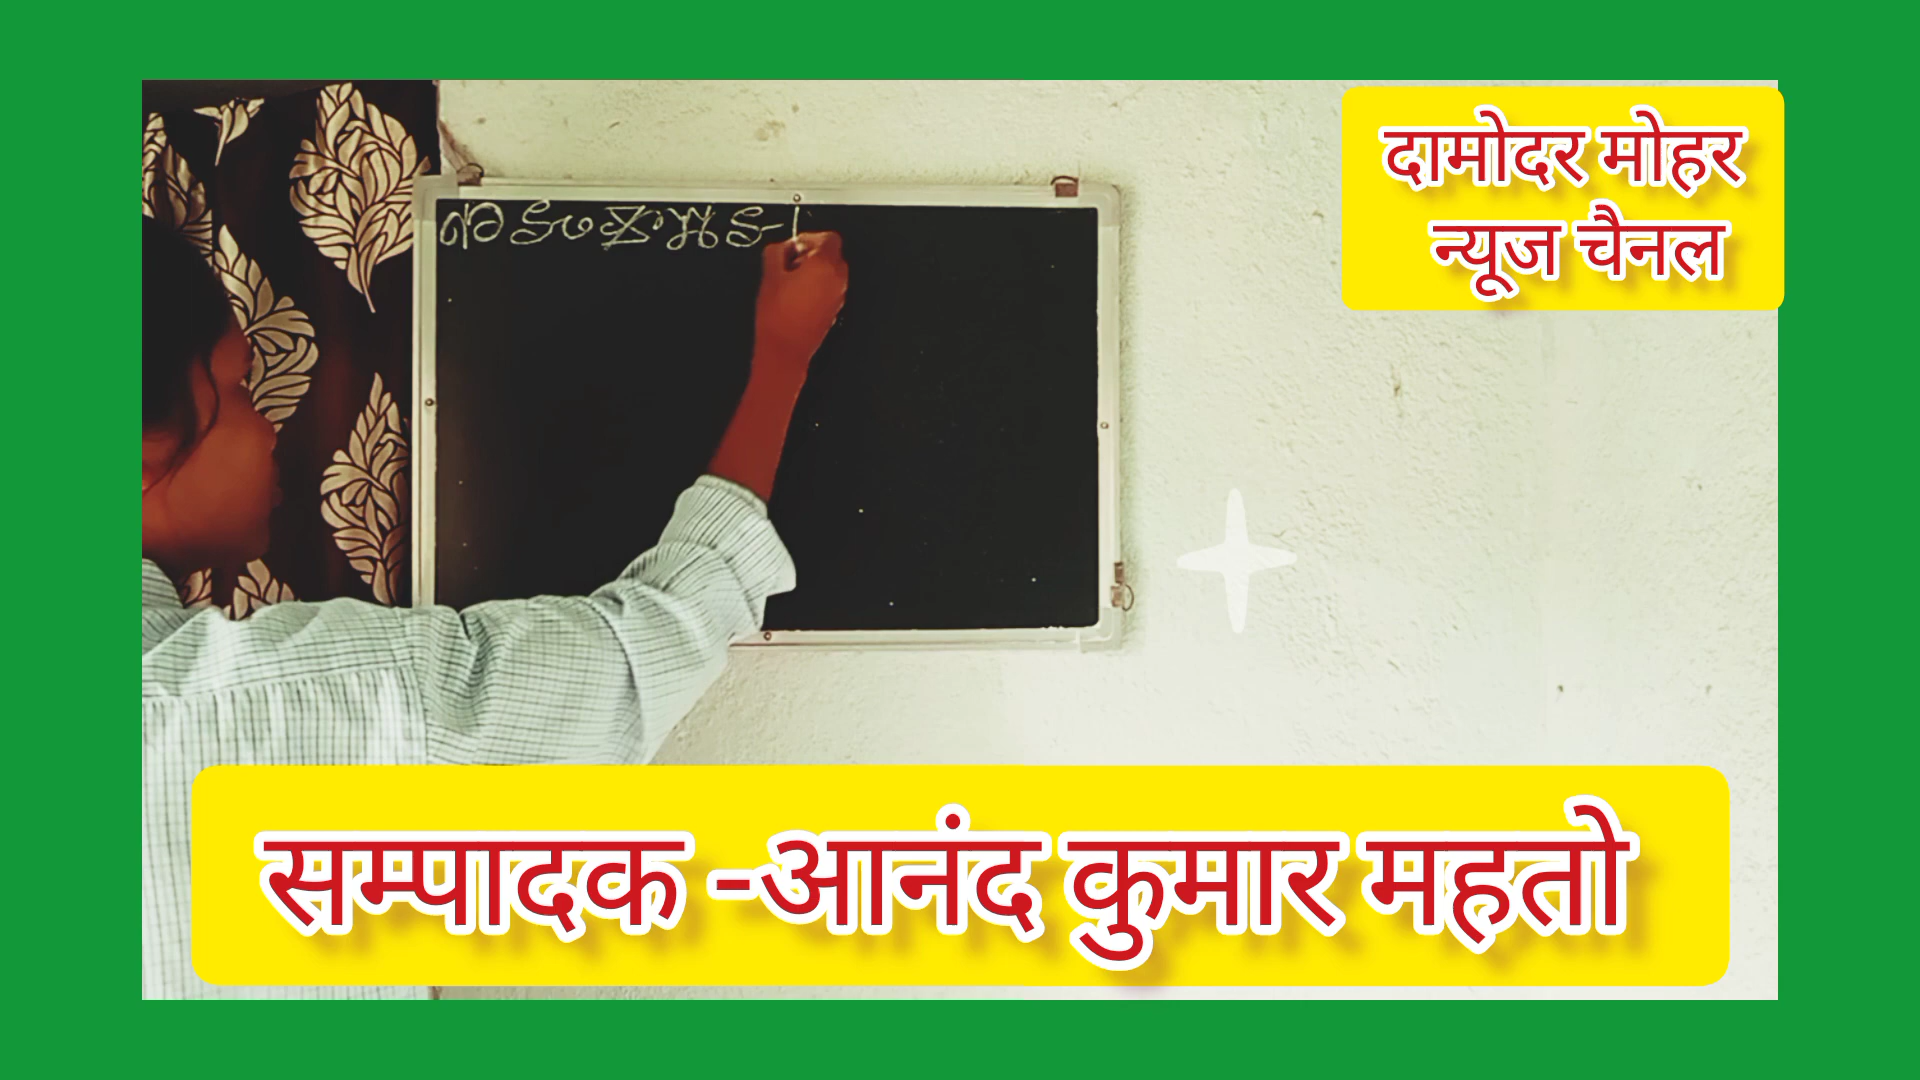 दामोदर मोहर
न्यूज चैनल
सम्पादक -आनंद कुमार महतो